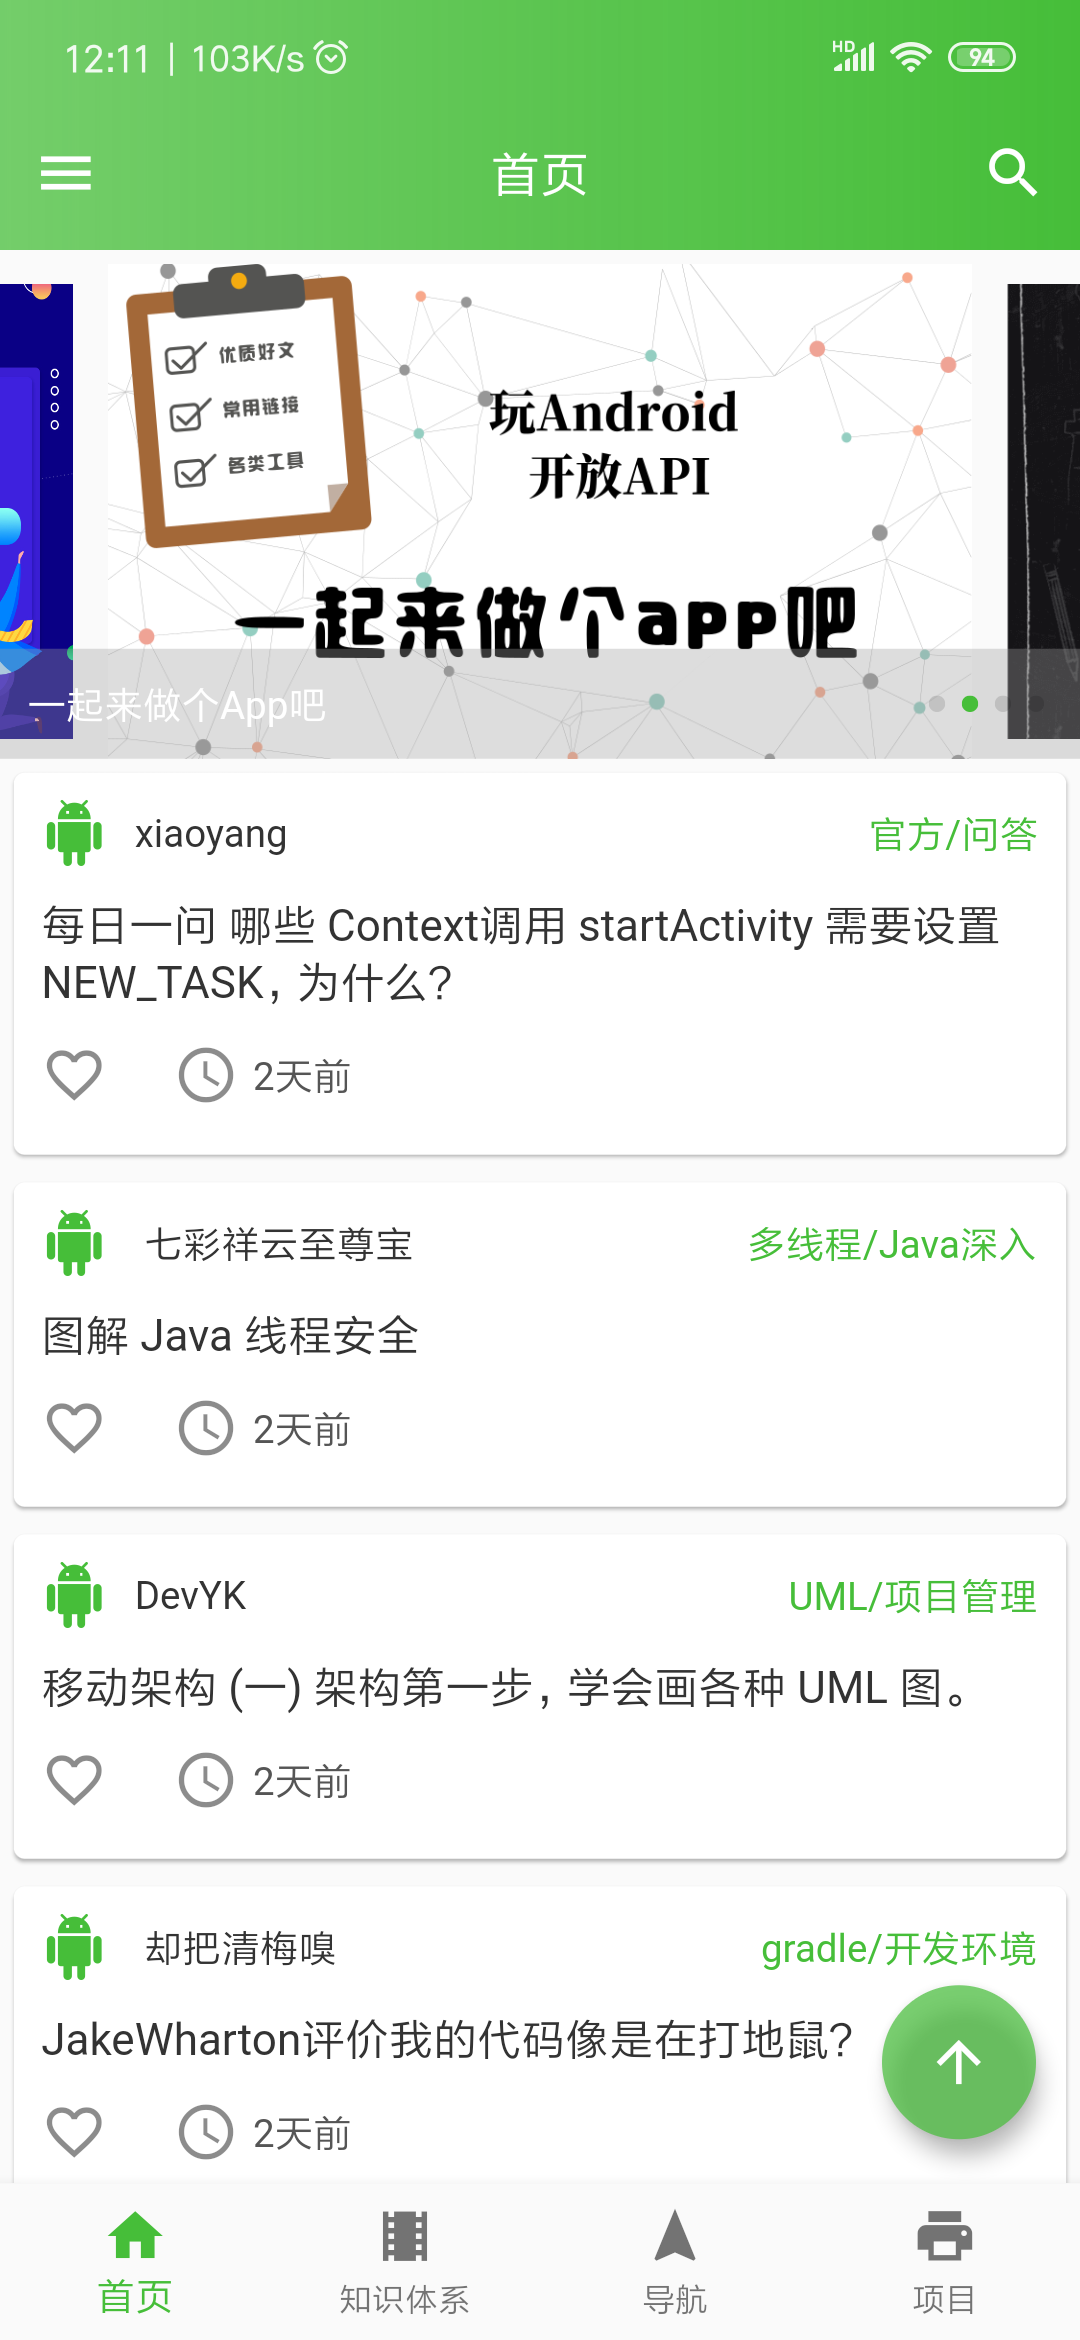 12:11 | 103K/s
HD
94
首页
优质好文
常用链接
各类工具
玩Android
开放API
一起来做个app吧
一起来做个App吧
xiaoyang
官方/问答
每日一问 哪些 Context调用 startActivity 需要设置
NEW_TASK，为什么？
2天前
七彩祥云至尊宝
多线程/Java深入
图解 Java 线程安全
2天前
DevYK
UML/项目管理
移动架构 (一) 架构第一步，学会画各种 UML 图。
2天前
却把清梅嗅
gradle/开发环境
JakeWharton评价我的代码像是在打地鼠？
2天前
首页
知识体系
导航
项目